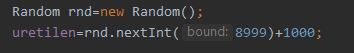 Random rnd=new Random();
uretilen=rnd.nextInt( bound: 8999)+1000;